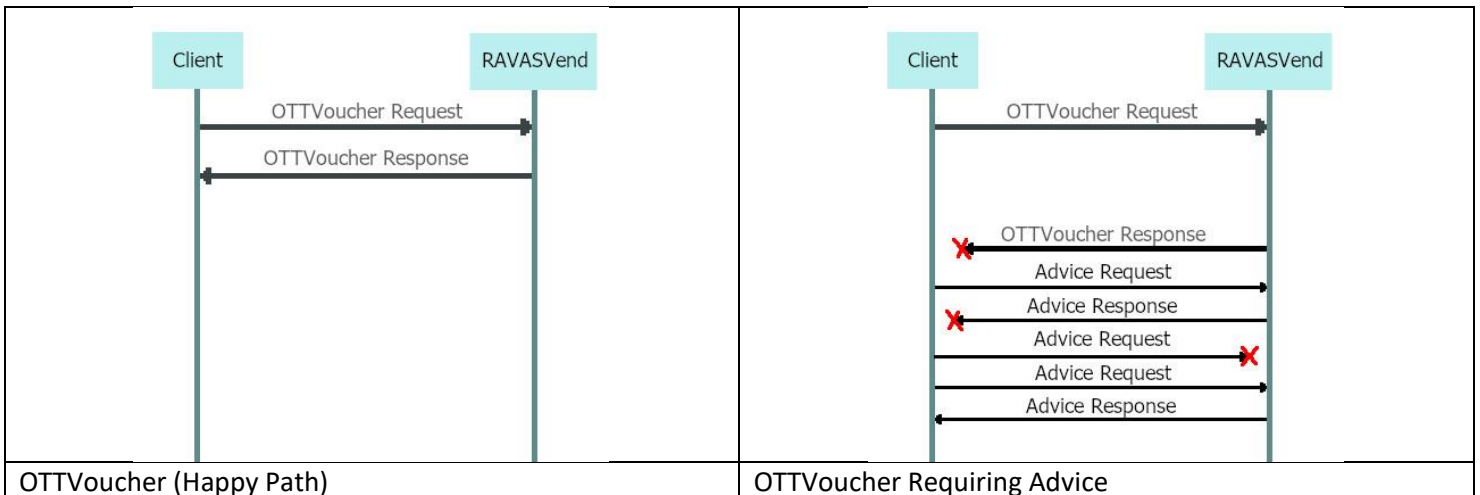 Client
RAVASVend
OTTVoucher Request
OTTVoucher Response
OTTVoucher (Happy Path)
Client
RAVASVend
OTTVoucher Request
OTTVoucher Response
Advice Request
Advice Response
Advice Request
Advice Request
Advice Response
OTTVoucher Requiring Advice